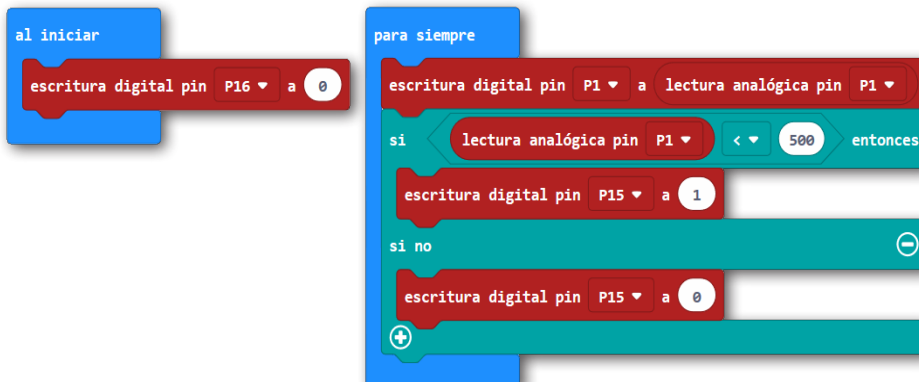 al iniciar
escritura digital pin P16 a 0
para siempre
escritura digital pin P1 a lectura analógica pin P1
si lectura analógica pin P1 < 500 entonces
escritura digital pin P15 a 1
si no
escritura digital pin P15 a 0